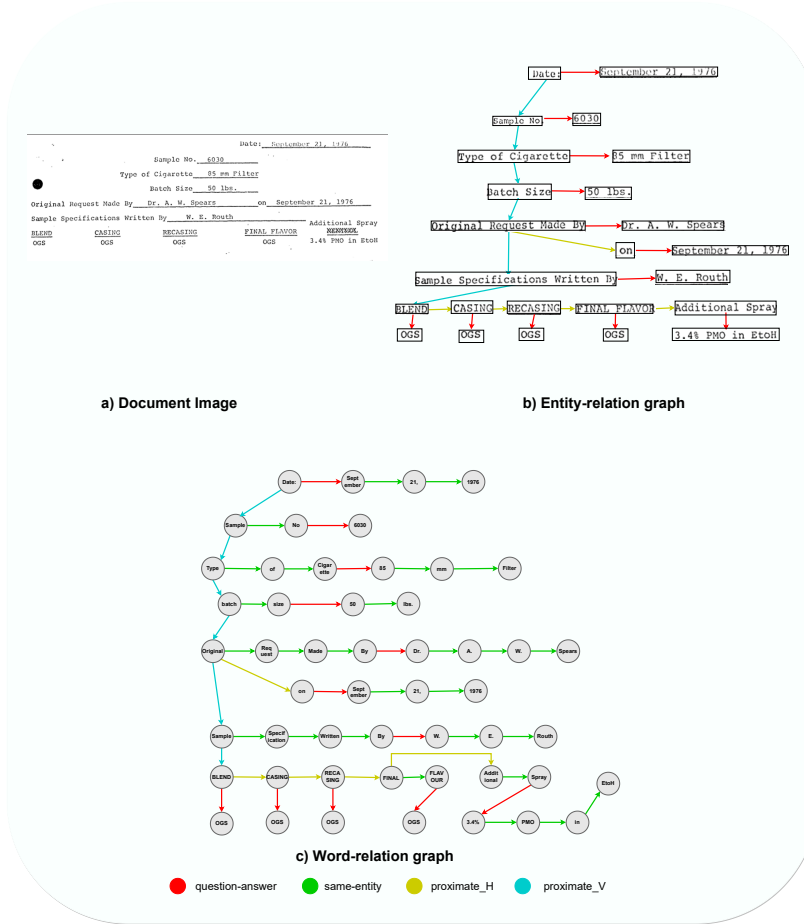 Date: September 21, 1976
Sample No. 6030
Type of Cigarette 85 mm Filter
Batch Size 50 lbs.
Original Request Made By Dr. A. W. Spears on September 21, 1976
Sample Specifications Written By W. E. Routh
Additional Spray
BLEND CASING RECASING FINAL FLAVOR MENTHOL
OGS OGS OGS OGS 3.4% PMO in EtoH
a) Document Image
Date: September 21, 1976
Sample No. 6030
Type of Cigarette 85 mm Filter
Batch Size 50 lbs.
Original Request Made By Dr. A. W. Spears
on September 21, 1976
Sample Specifications Written By W. E. Routh
BLEND CASING RECASING FINAL FLAVOR Additional Spray
OGS OGS OGS OGS 3.4% PMO in EtoH
b) Entity-relation graph
Date: Sept ember 21, 1976
Sample No 6030
Type of Cigar ette 85 mm Filter
batch size 50 lbs.
Original Req uest Made By Dr. A. W. Spears
on Sept ember 21, 1976
Sample Specif ication Written By W. E. Routh
BLEND CASING RECA SING FINAL FLAV OUR Addit ional Spray EtoH
OGS OGS OGS OGS 3.4% PMO in
c) Word-relation graph
question-answer same-entity proximate_H proximate_V